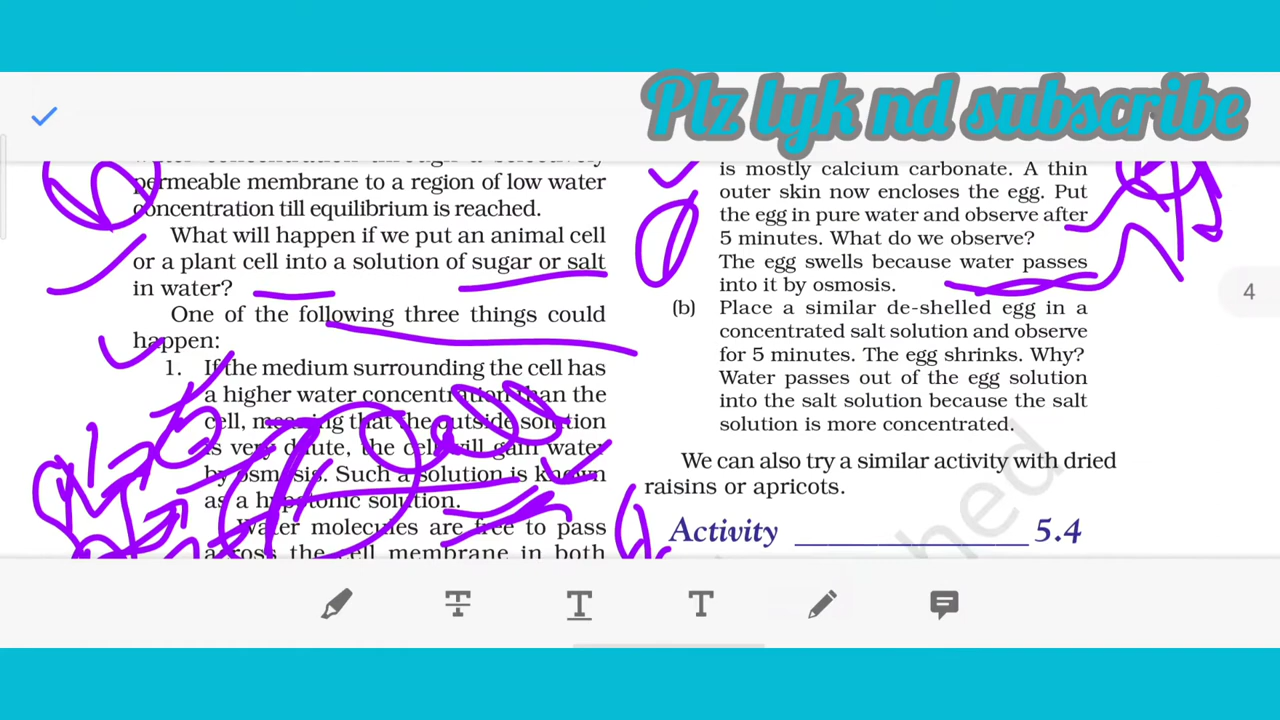 Plz lyk nd subscribe
water concentration through a selectively
permeable membrane to a region of low water
concentration till equilibrium is reached.
What will happen if we put an animal cell
or a plant cell into a solution of sugar or salt
in water?
One of the following three things could
happen:
1. If the medium surrounding the cell has
a higher water concentration than the
cell, meaning that the outside solution
is very dilute, the cell will gain water
by osmosis. Such a solution is known
as a hypotonic solution.
Water molecules are free to pass
across the cell membrane in both
is mostly calcium carbonate. A thin
outer skin now encloses the egg. Put
the egg in pure water and observe after
5 minutes. What do we observe?
The egg swells because water passes
into it by osmosis.
(b) Place a similar de-shelled egg in a
concentrated salt solution and observe
for 5 minutes. The egg shrinks. Why?
Water passes out of the egg solution
into the salt solution because the salt
solution is more concentrated.
We can also try a similar activity with dried
raisins or apricots.
Activity ______________ 5.4
4
T T T